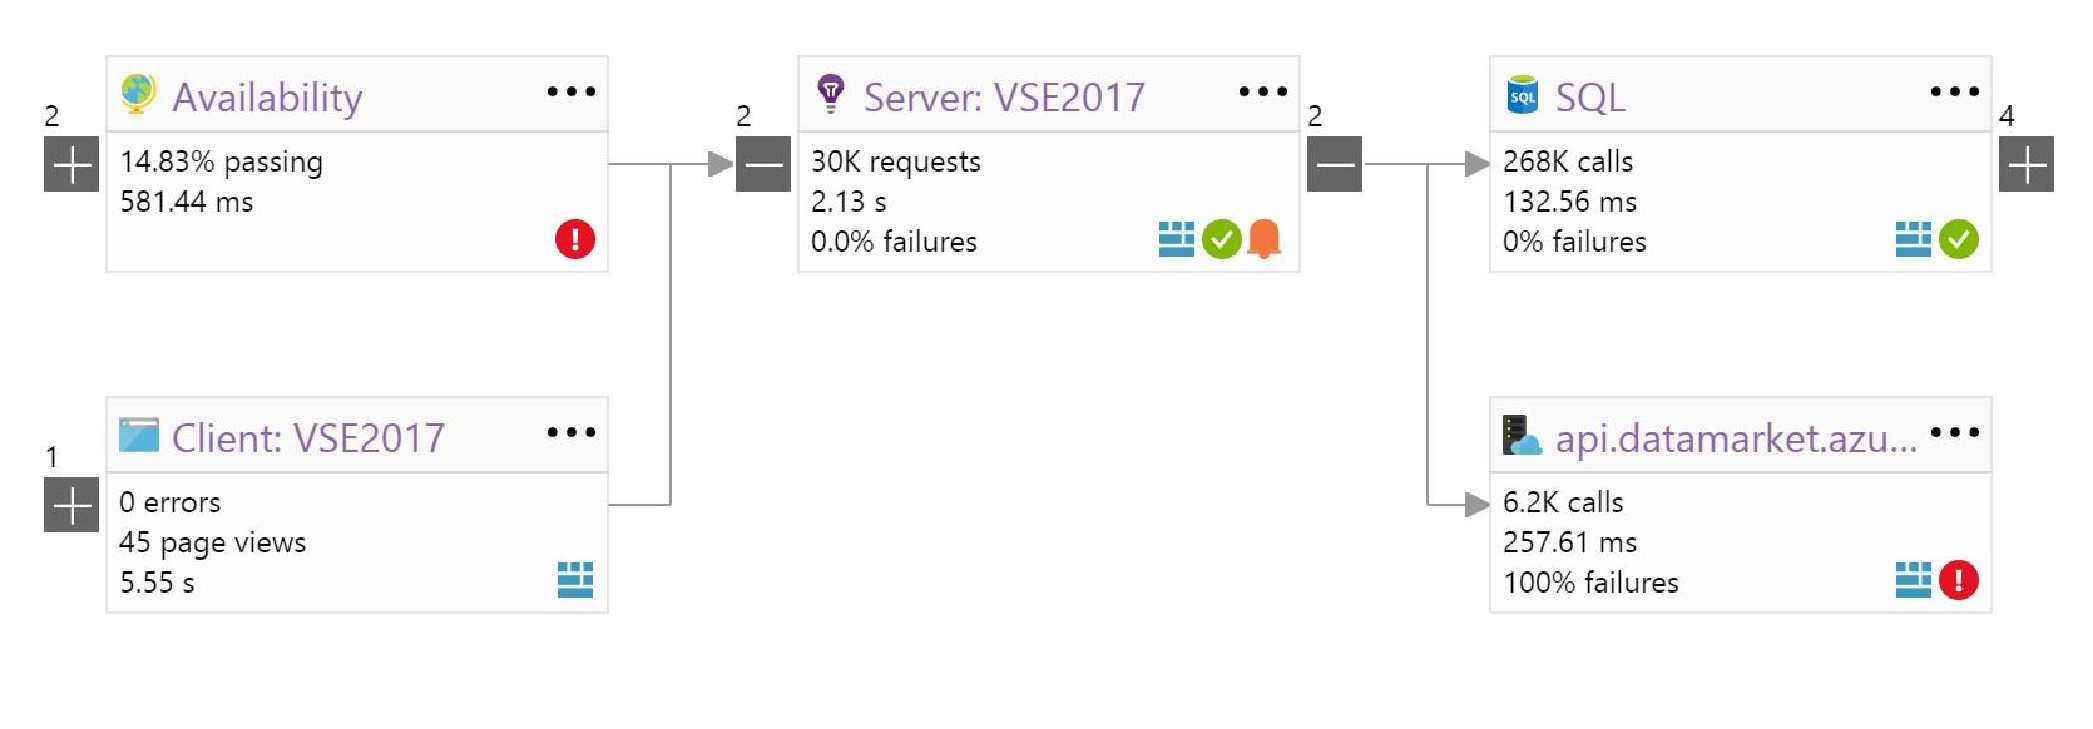 2
Availability
14.83% passing
581.44 ms
1
Client: VSE2017
0 errors
45 page views
5.55 s
2
Server: VSE2017
2
30K requests
2.13 s
0.0% failures
SQL
SQL
4
268K calls
132.56 ms
0% failures
api.datamarket.azu...
6.2K calls
257.61 ms
100% failures